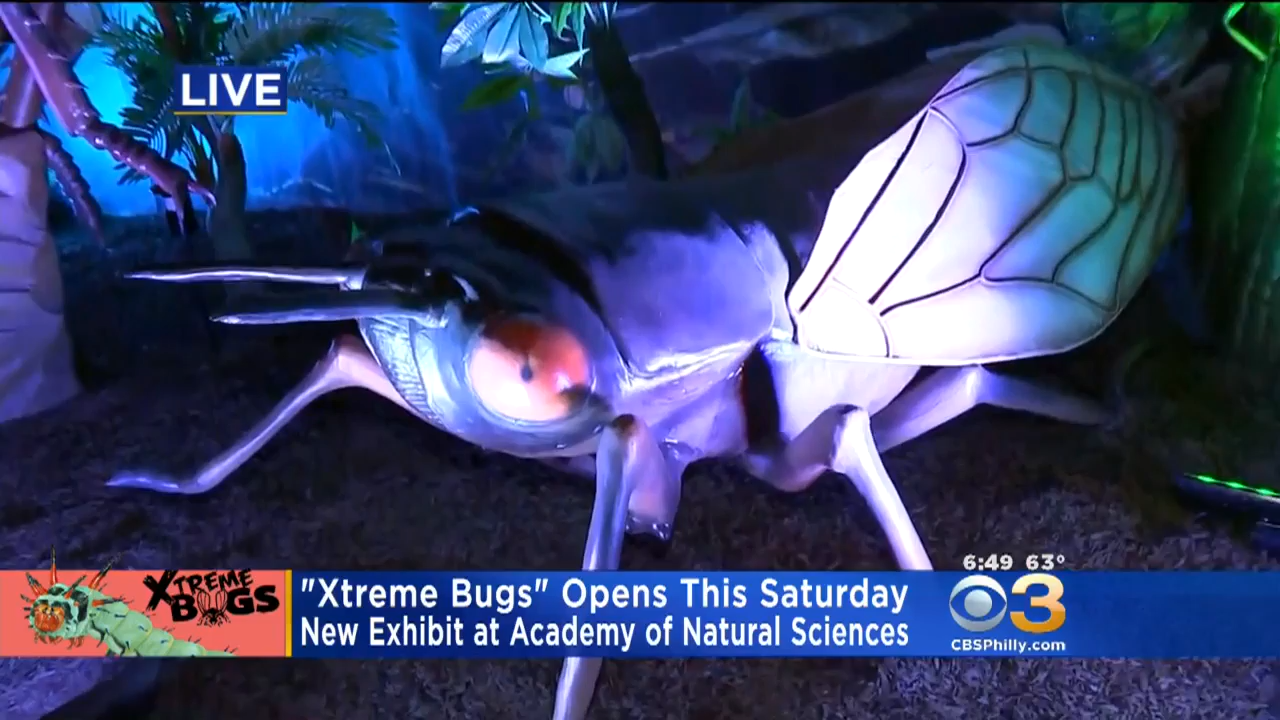 LIVE
XTREME
BUGS
"Xtreme Bugs" Opens This Saturday
New Exhibit at Academy of Natural Sciences
6:49 63°
3
CBSPhilly.com